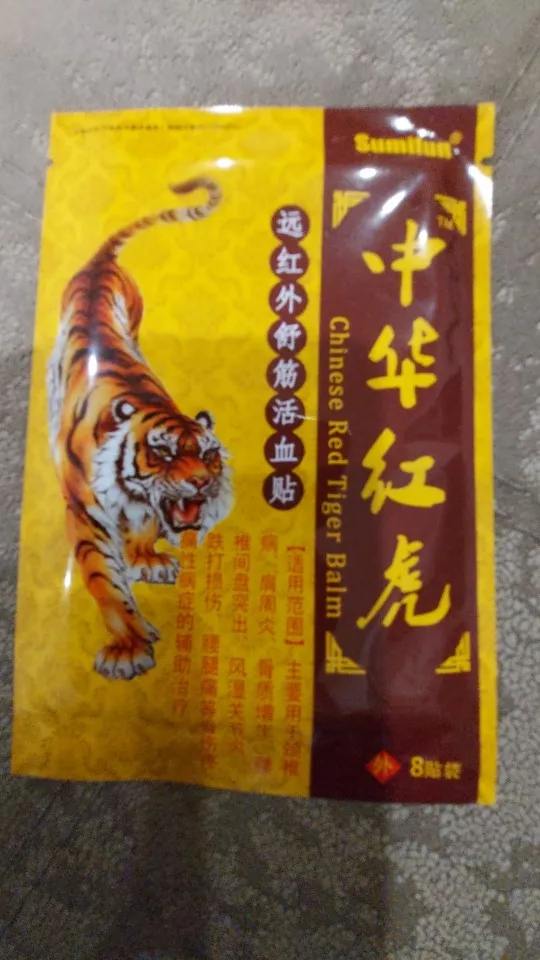 Sumifun®
中华红虎™
Chinese Red Tiger Balm
远红外舒筋活血贴
【适用范围】主要用于颈椎
病、肩周炎、骨质增生、腰
椎间盘突出、风湿关节炎、
跌打损伤、腰腿痛等
性病症的辅助治疗
外
8贴装